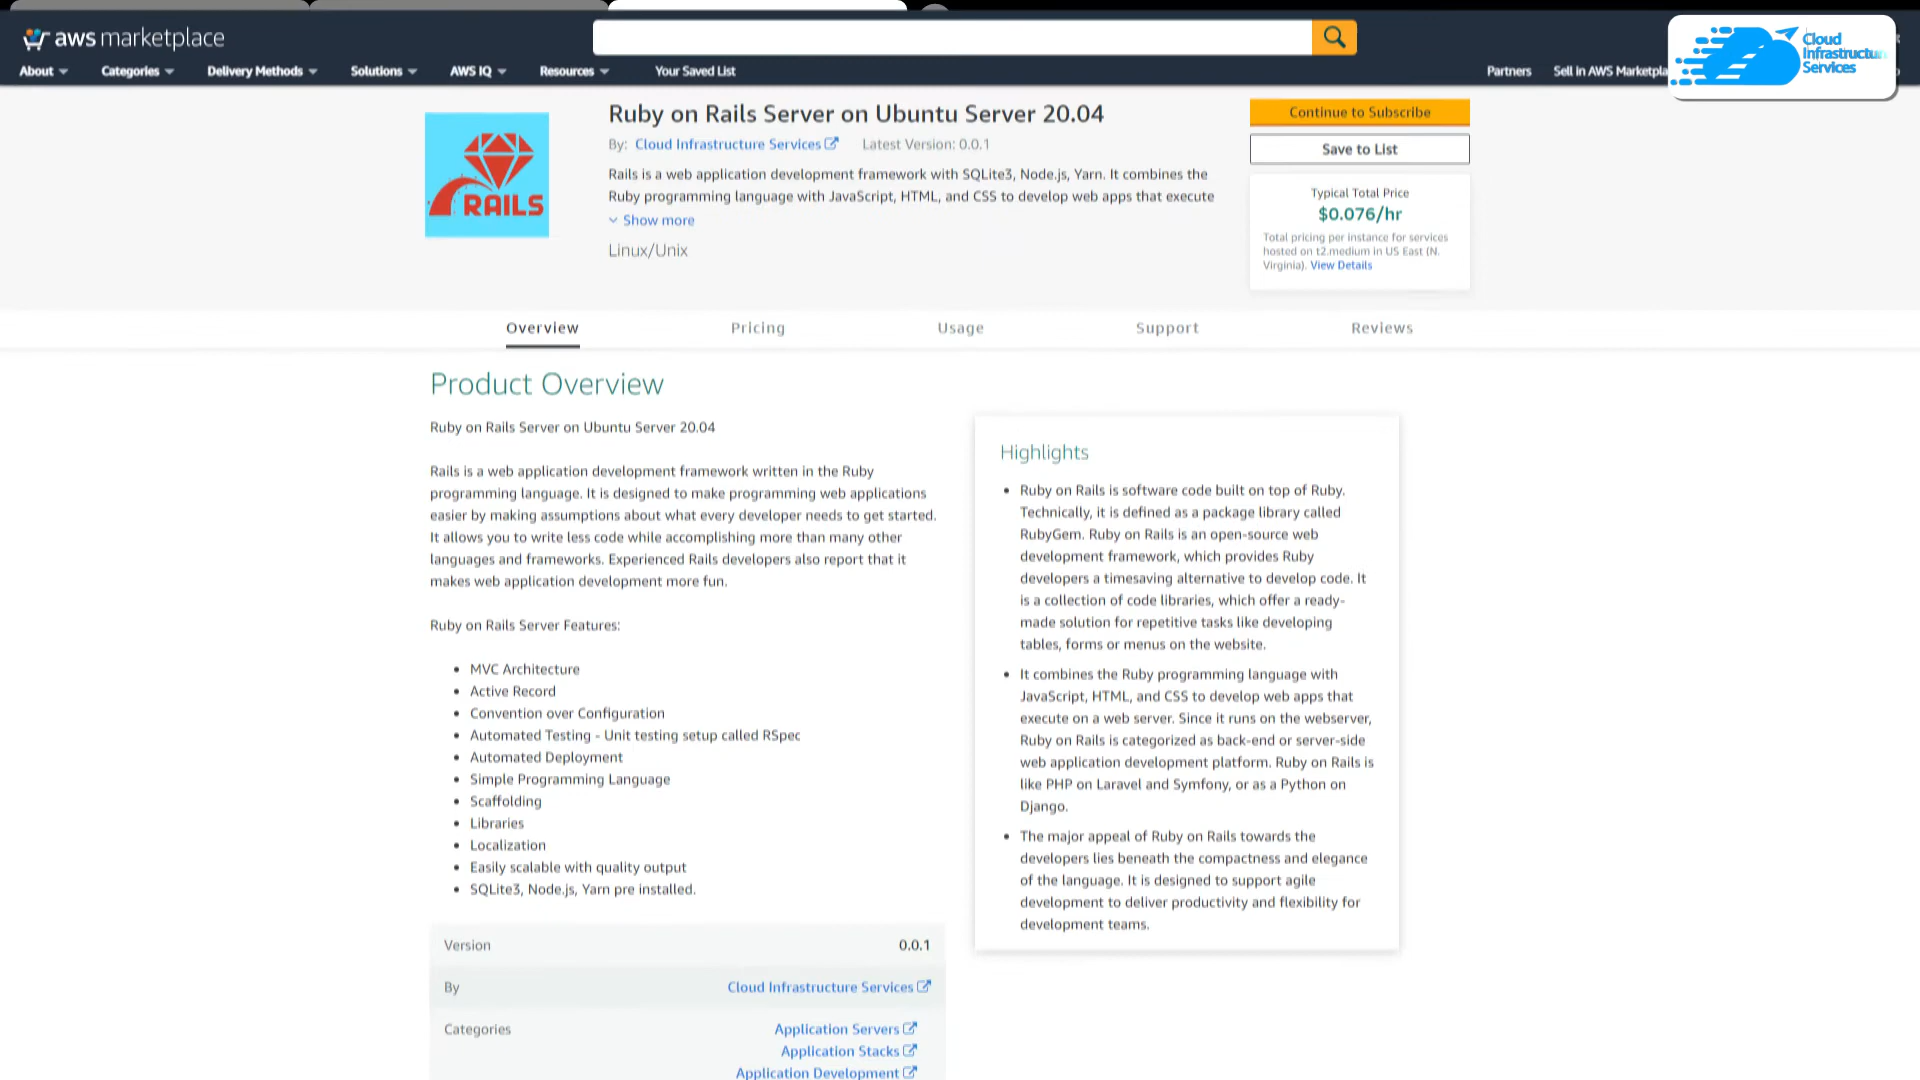 aws marketplace
About
Categories
Delivery Methods
Solutions
AWS IQ
Resources
Your Saved List
Partners
Sell in AWS Marketpla
Cloud
Infrastructure
Services
RAILS
Ruby on Rails Server on Ubuntu Server 20.04
By: Cloud Infrastructure Services Latest Version: 0.0.1
Rails is a web application development framework with SQLite3, Node.js, Yarn. It combines the
Ruby programming language with JavaScript, HTML, and CSS to develop web apps that execute
Show more
Linux/Unix
Continue to Subscribe
Save to List
Typical Total Price
$0.076/hr
Total pricing per instance for services
hosted on t2.medium in US East (N.
Virginia). View Details
Overview
Pricing
Usage
Support
Reviews
Product Overview
Ruby on Rails Server on Ubuntu Server 20.04
Rails is a web application development framework written in the Ruby
programming language. It is designed to make programming web applications
easier by making assumptions about what every developer needs to get started.
It allows you to write less code while accomplishing more than many other
languages and frameworks. Experienced Rails developers also report that it
makes web application development more fun.
Ruby on Rails Server Features:
• MVC Architecture
• Active Record
• Convention over Configuration
• Automated Testing - Unit testing setup called RSpec
• Automated Deployment
• Simple Programming Language
• Scaffolding
• Libraries
• Localization
• Easily scalable with quality output
• SQLite3, Node.js, Yarn pre installed.
Version 0.0.1
By Cloud Infrastructure Services
Categories Application Servers
Application Stacks
Application Development
Highlights
• Ruby on Rails is software code built on top of Ruby.
Technically, it is defined as a package library called
RubyGem. Ruby on Rails is an open-source web
development framework, which provides Ruby
developers a timesaving alternative to develop code. It
is a collection of code libraries, which offer a ready-
made solution for repetitive tasks like developing
tables, forms or menus on the website.
• It combines the Ruby programming language with
JavaScript, HTML, and CSS to develop web apps that
execute on a web server. Since it runs on the webserver,
Ruby on Rails is categorized as back-end or server-side
web application development platform. Ruby on Rails is
like PHP on Laravel and Symfony, or as a Python on
Django.
• The major appeal of Ruby on Rails towards the
developers lies beneath the compactness and elegance
of the language. It is designed to support agile
development to deliver productivity and flexibility for
development teams.